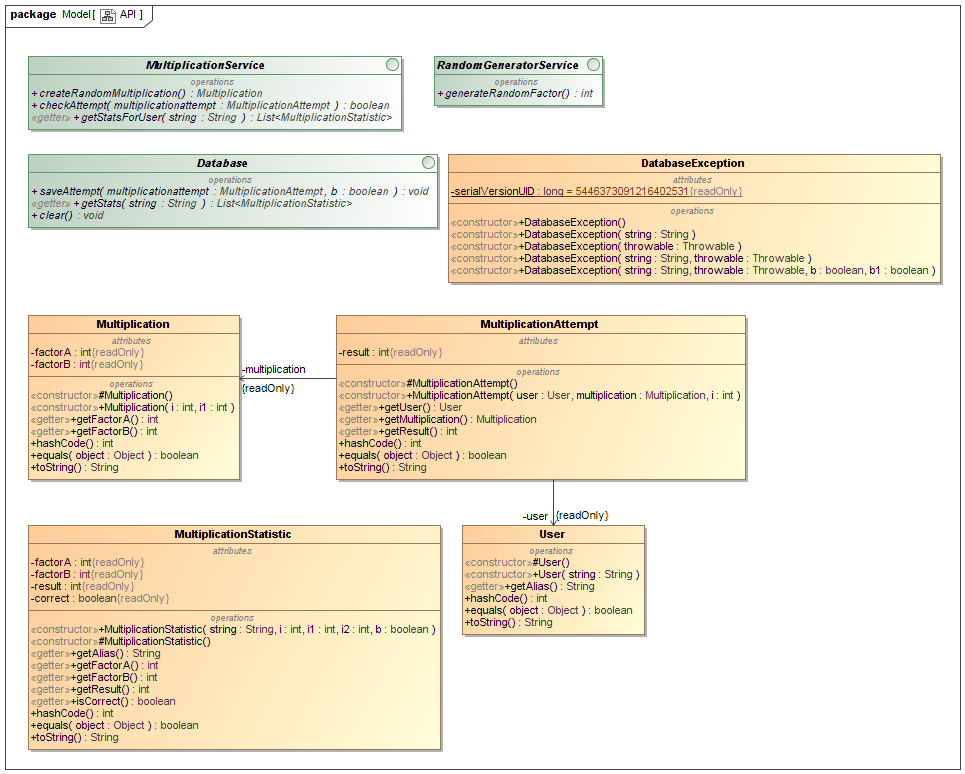 package Model [ API ]
MultiplicationService
operations
+createRandomMultiplication() : Multiplication
+checkAttempt( multiplicationattempt : MultiplicationAttempt ) : boolean
«getter» +getStatsForUser( string : String ) : List<MultiplicationStatistic>
RandomGeneratorService
operations
+generateRandomFactor() : int
Database
operations
+saveAttempt( multiplicationattempt : MultiplicationAttempt, b : boolean ) : void
«getter» +getStats( string : String ) : List<MultiplicationStatistic>
+clear() : void
DatabaseException
attributes
-serialVersionUID : long = 5446373091216402531{readOnly}
operations
«constructor»+DatabaseException()
«constructor»+DatabaseException( string : String )
«constructor»+DatabaseException( throwable : Throwable )
«constructor»+DatabaseException( string : String, throwable : Throwable )
«constructor»+DatabaseException( string : String, throwable : Throwable, b : boolean, b1 : boolean )
Multiplication
attributes
-factorA : int{readOnly}
-factorB : int{readOnly}
operations
«constructor»#Multiplication()
«constructor»+Multiplication( i : int, i1 : int )
«getter»+getFactorA() : int
«getter»+getFactorB() : int
+hashCode() : int
+equals( object : Object ) : boolean
+toString() : String
-multiplication
{readOnly}
MultiplicationAttempt
attributes
-result : int{readOnly}
operations
«constructor»#MultiplicationAttempt()
«constructor»+MultiplicationAttempt( user : User, multiplication : Multiplication, i : int )
«getter»+getUser() : User
«getter»+getMultiplication() : Multiplication
«getter»+getResult() : int
+hashCode() : int
+equals( object : Object ) : boolean
+toString() : String
-user {readOnly}
MultiplicationStatistic
attributes
-factorA : int{readOnly}
-factorB : int{readOnly}
-result : int{readOnly}
-correct : boolean{readOnly}
operations
«constructor»+MultiplicationStatistic( string : String, i : int, i1 : int, i2 : int, b : boolean )
«constructor»#MultiplicationStatistic()
«getter»+getAlias() : String
«getter»+getFactorA() : int
«getter»+getFactorB() : int
«getter»+getResult() : int
«getter»+isCorrect() : boolean
+hashCode() : int
+equals( object : Object ) : boolean
+toString() : String
User
operations
«constructor»#User()
«constructor»+User( string : String )
«getter»+getAlias() : String
+hashCode() : int
+equals( object : Object ) : boolean
+toString() : String